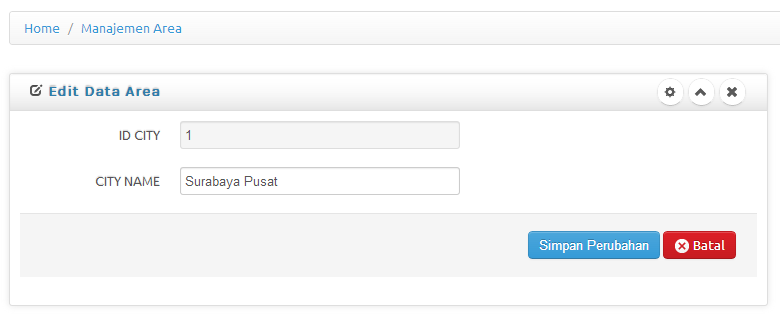 Home / Manajemen Area
Edit Data Area
ID CITY 1
CITY NAME Surabaya Pusat
Simpan Perubahan Batal